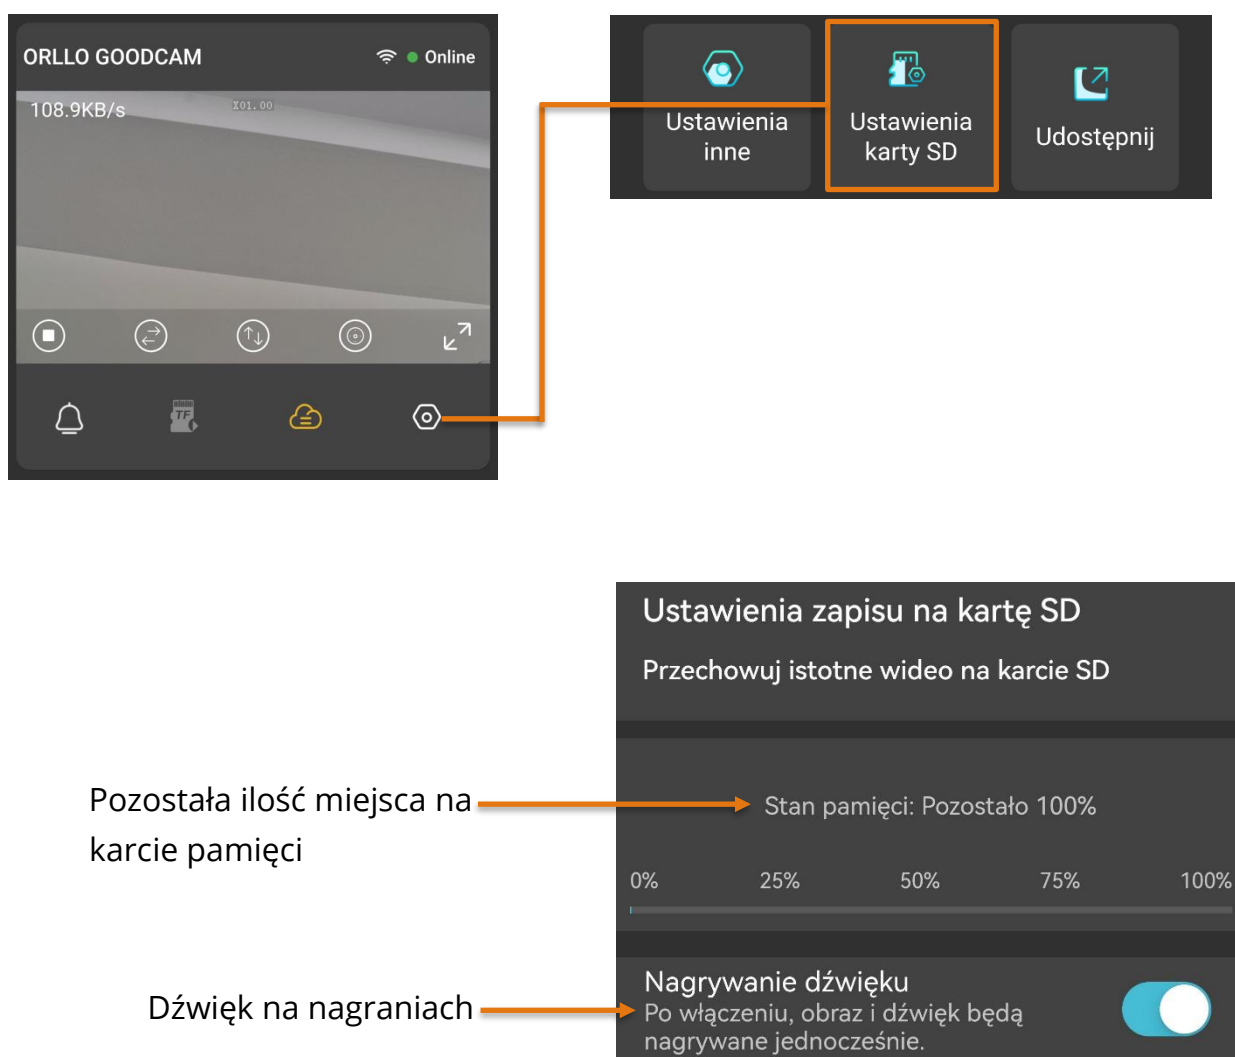 ORLLO GOODCAM
Online
108.9KB/s
X01.00
TF
Ustawienia
inne
Ustawienia
karty SD
Udostępnij
Ustawienia zapisu na kartę SD
Przechowuj istotne wideo na karcie SD
Pozostała ilość miejsca na
karcie pamięci
Stan pamięci: Pozostało 100%
0% 25% 50% 75% 100%
Dźwięk na nagraniach
Nagrywanie dźwięku
Po włączeniu, obraz i dźwięk będą
nagrywane jednocześnie.